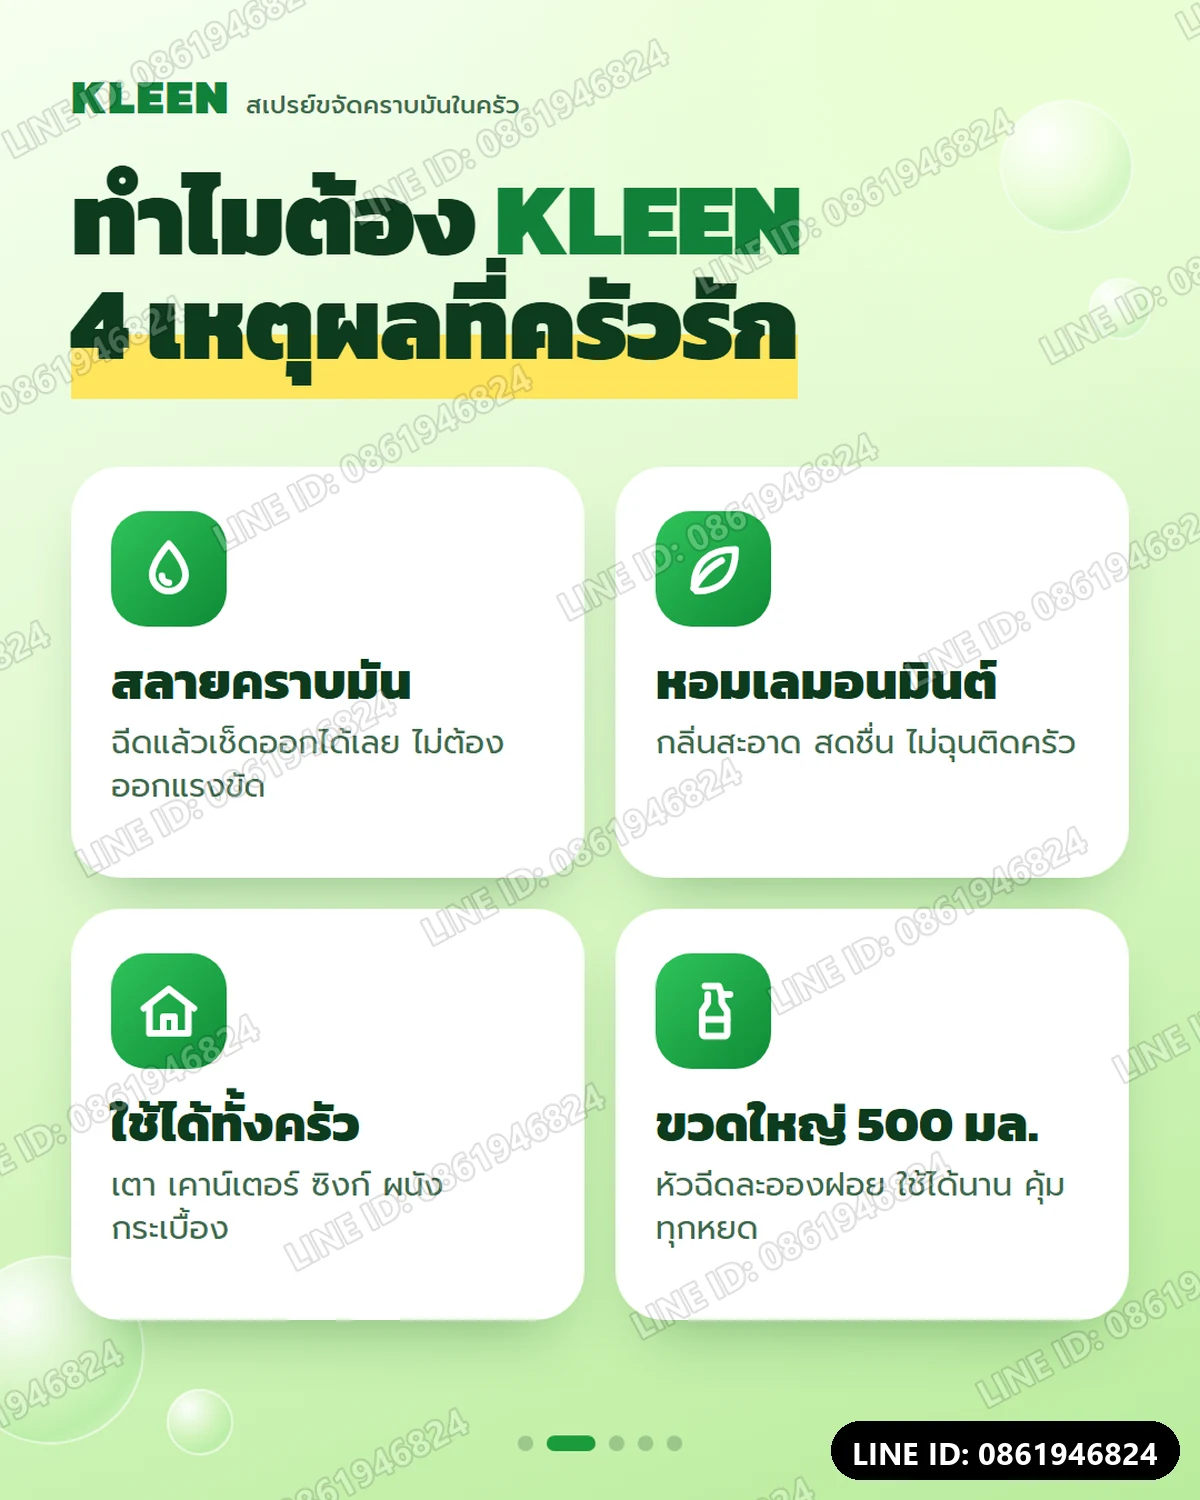 KLEEN สเปรย์ขจัดคราบมันในครัว
ทำไมต้อง KLEEN
4 เหตุผลที่ครัวรัก
สลายคราบมัน
ฉีดแล้วเช็ดออกได้เลย ไม่ต้อง
ออกแรงขัด
หอมเลมอนมินต์
กลิ่นสะอาด สดชื่น ไม่ฉุนติดครัว
ใช้ได้ทั้งครัว
เตา เคาน์เตอร์ ซิงก์ ผนัง
กระเบื้อง
ขวดใหญ่ 500 มล.
หัวฉีดละอองฝอย ใช้ได้นาน คุ้ม
ทุกหยด
LINE ID: 0861946824